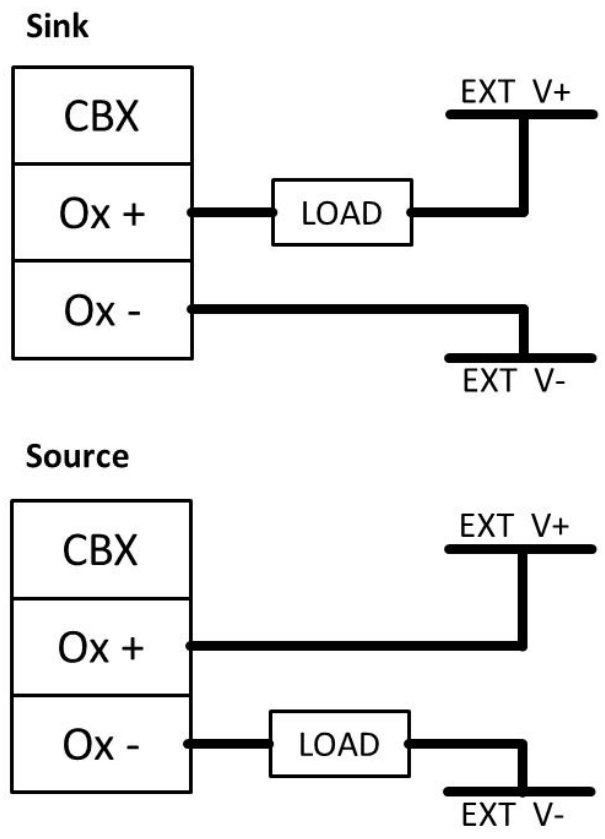 Sink
CBX
EXT V+
Ox +
LOAD
Ox -
EXT V-
Source
CBX
EXT V+
Ox +
Ox -
LOAD
EXT V-